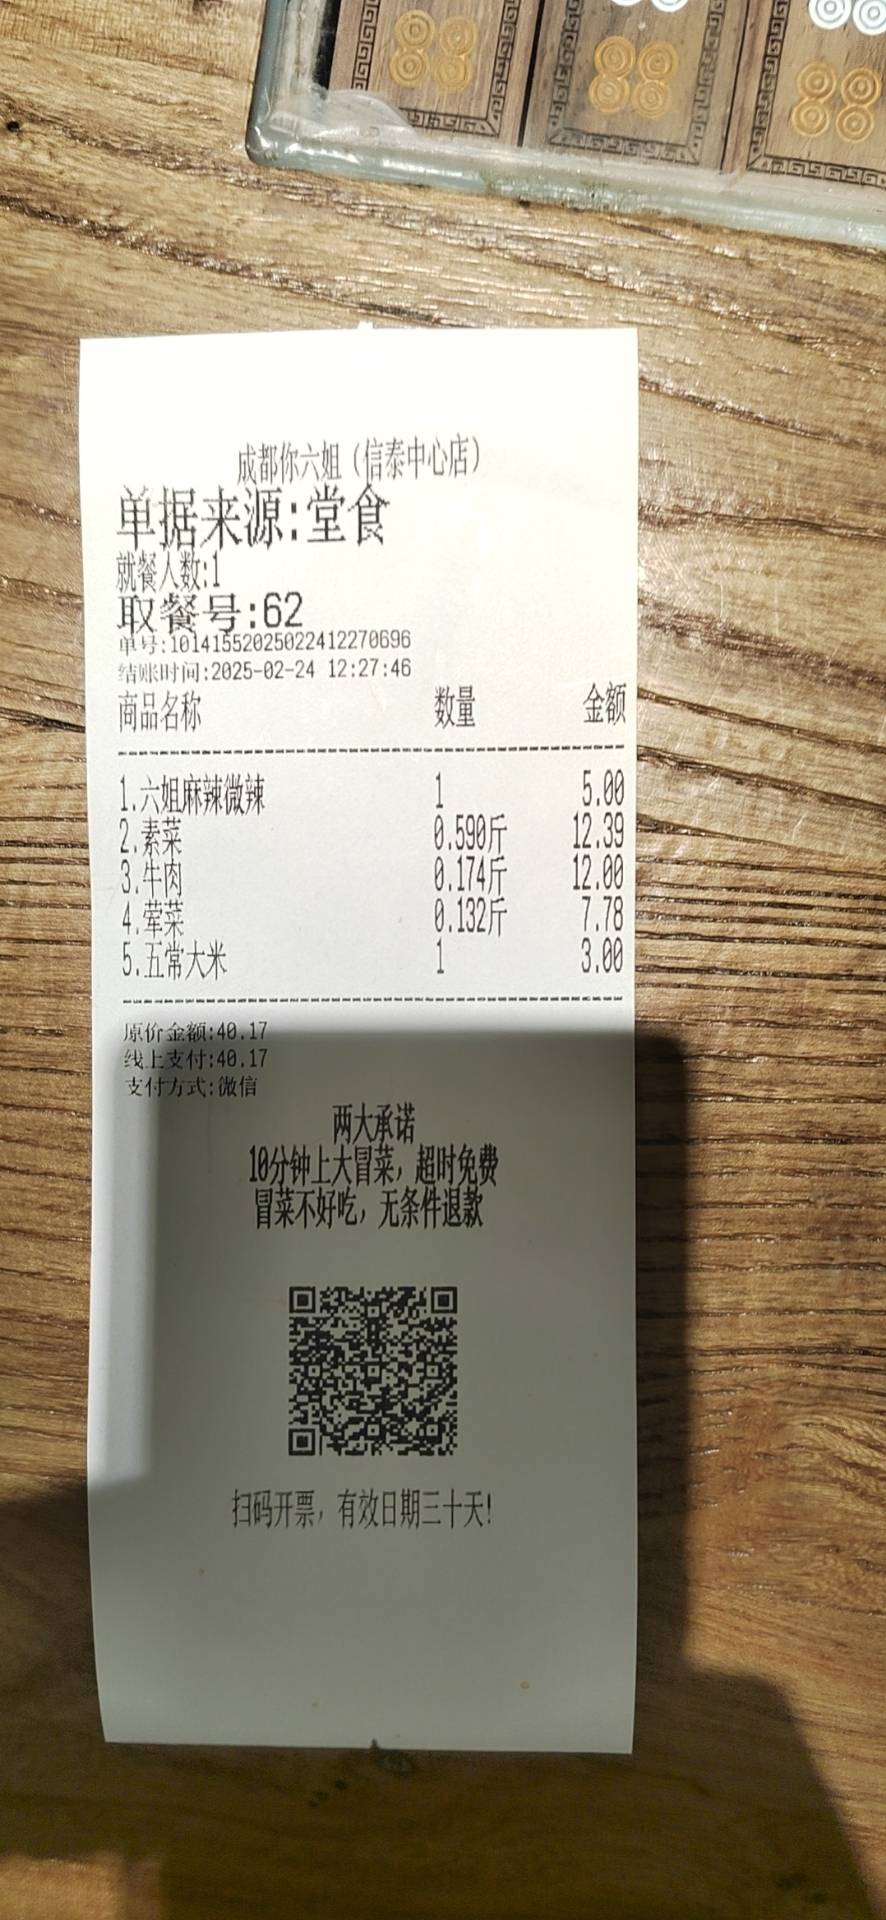 成都你六姐（信泰中心店）
单据来源:堂食
就餐人数:1
取餐号:62
单号:10141552025022412270696
结账时间:2025-02-24 12:27:46
商品名称 数量 金额
1.六姐麻辣微辣 1 5.00
2.素菜 0.590斤 12.39
3.牛肉 0.174斤 12.00
4.荤菜 0.132斤 7.78
5.五常大米 1 3.00
原价金额:40.17
线上支付:40.17
支付方式:微信
两大承诺
10分钟上大冒菜，超时免费
冒菜不好吃，无条件退款
扫码开票，有效日期三十天!